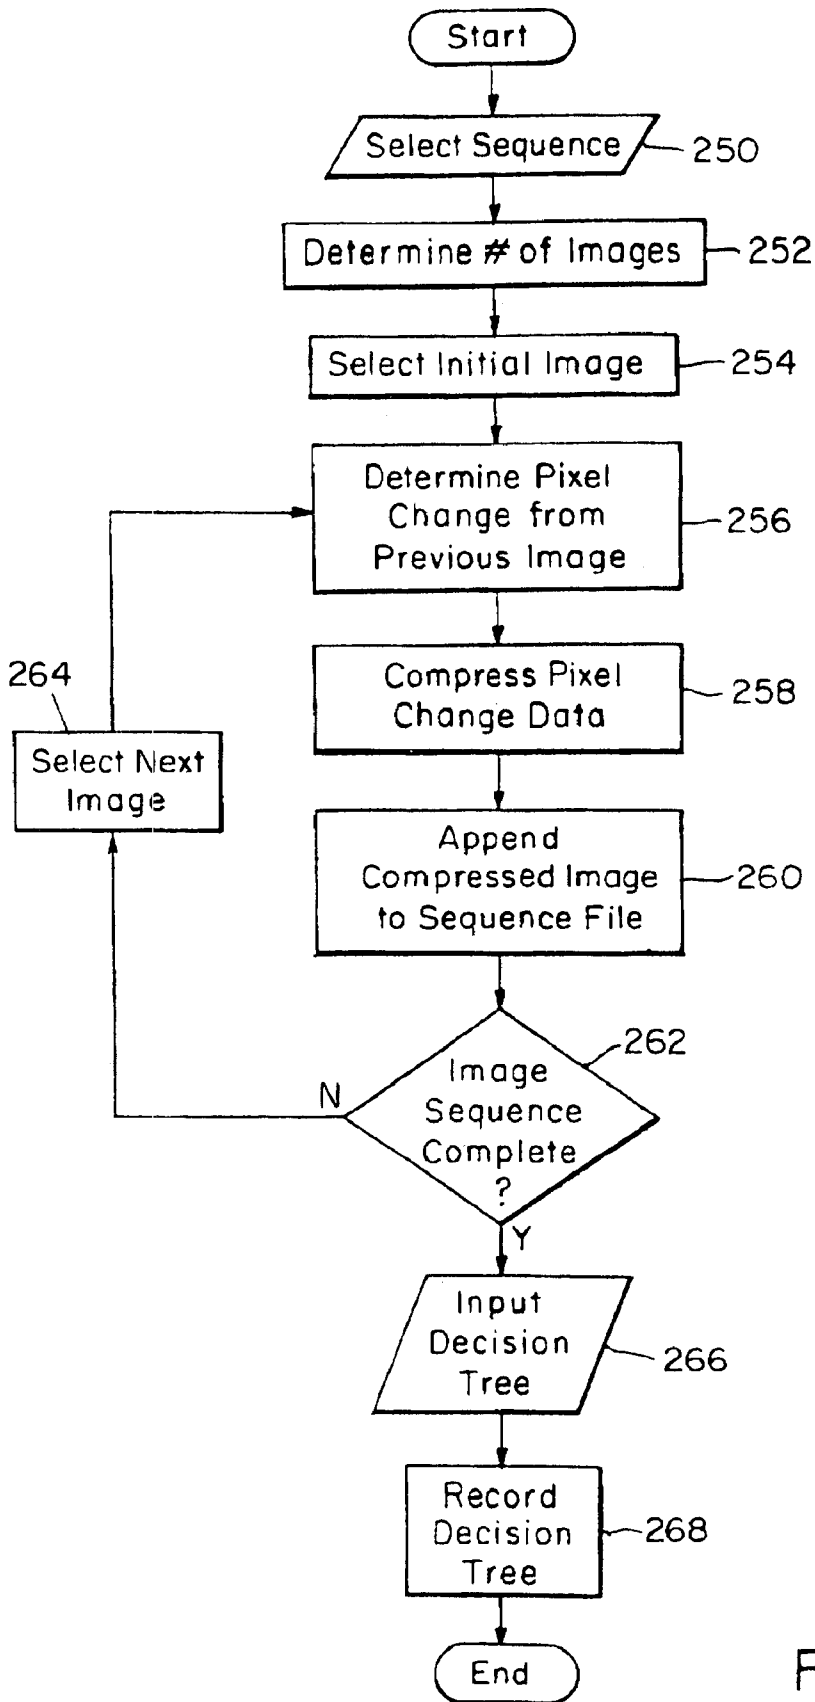 Start
Select Sequence
250
Determine # of Images
252
Select Initial Image
254
Determine Pixel
Change from
Previous Image
256
Compress Pixel
Change Data
258
264
Select Next
Image
Append
Compressed Image
to Sequence File
260
262
Image
Sequence
Complete
?
N
Y
Input
Decision
Tree
266
Record
Decision
Tree
268
End